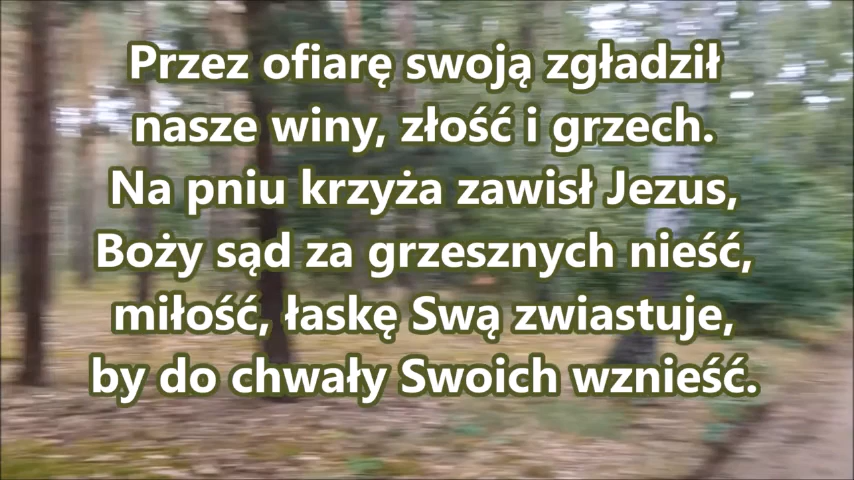 Przez ofiarę swoją zgładził
nasze winy, złość i grzech.
Na pniu krzyża zawisł Jezus,
Boży sąd za grzesznych nieść,
miłość, łaskę Swą zwiastuje,
by do chwały Swoich wznieść.